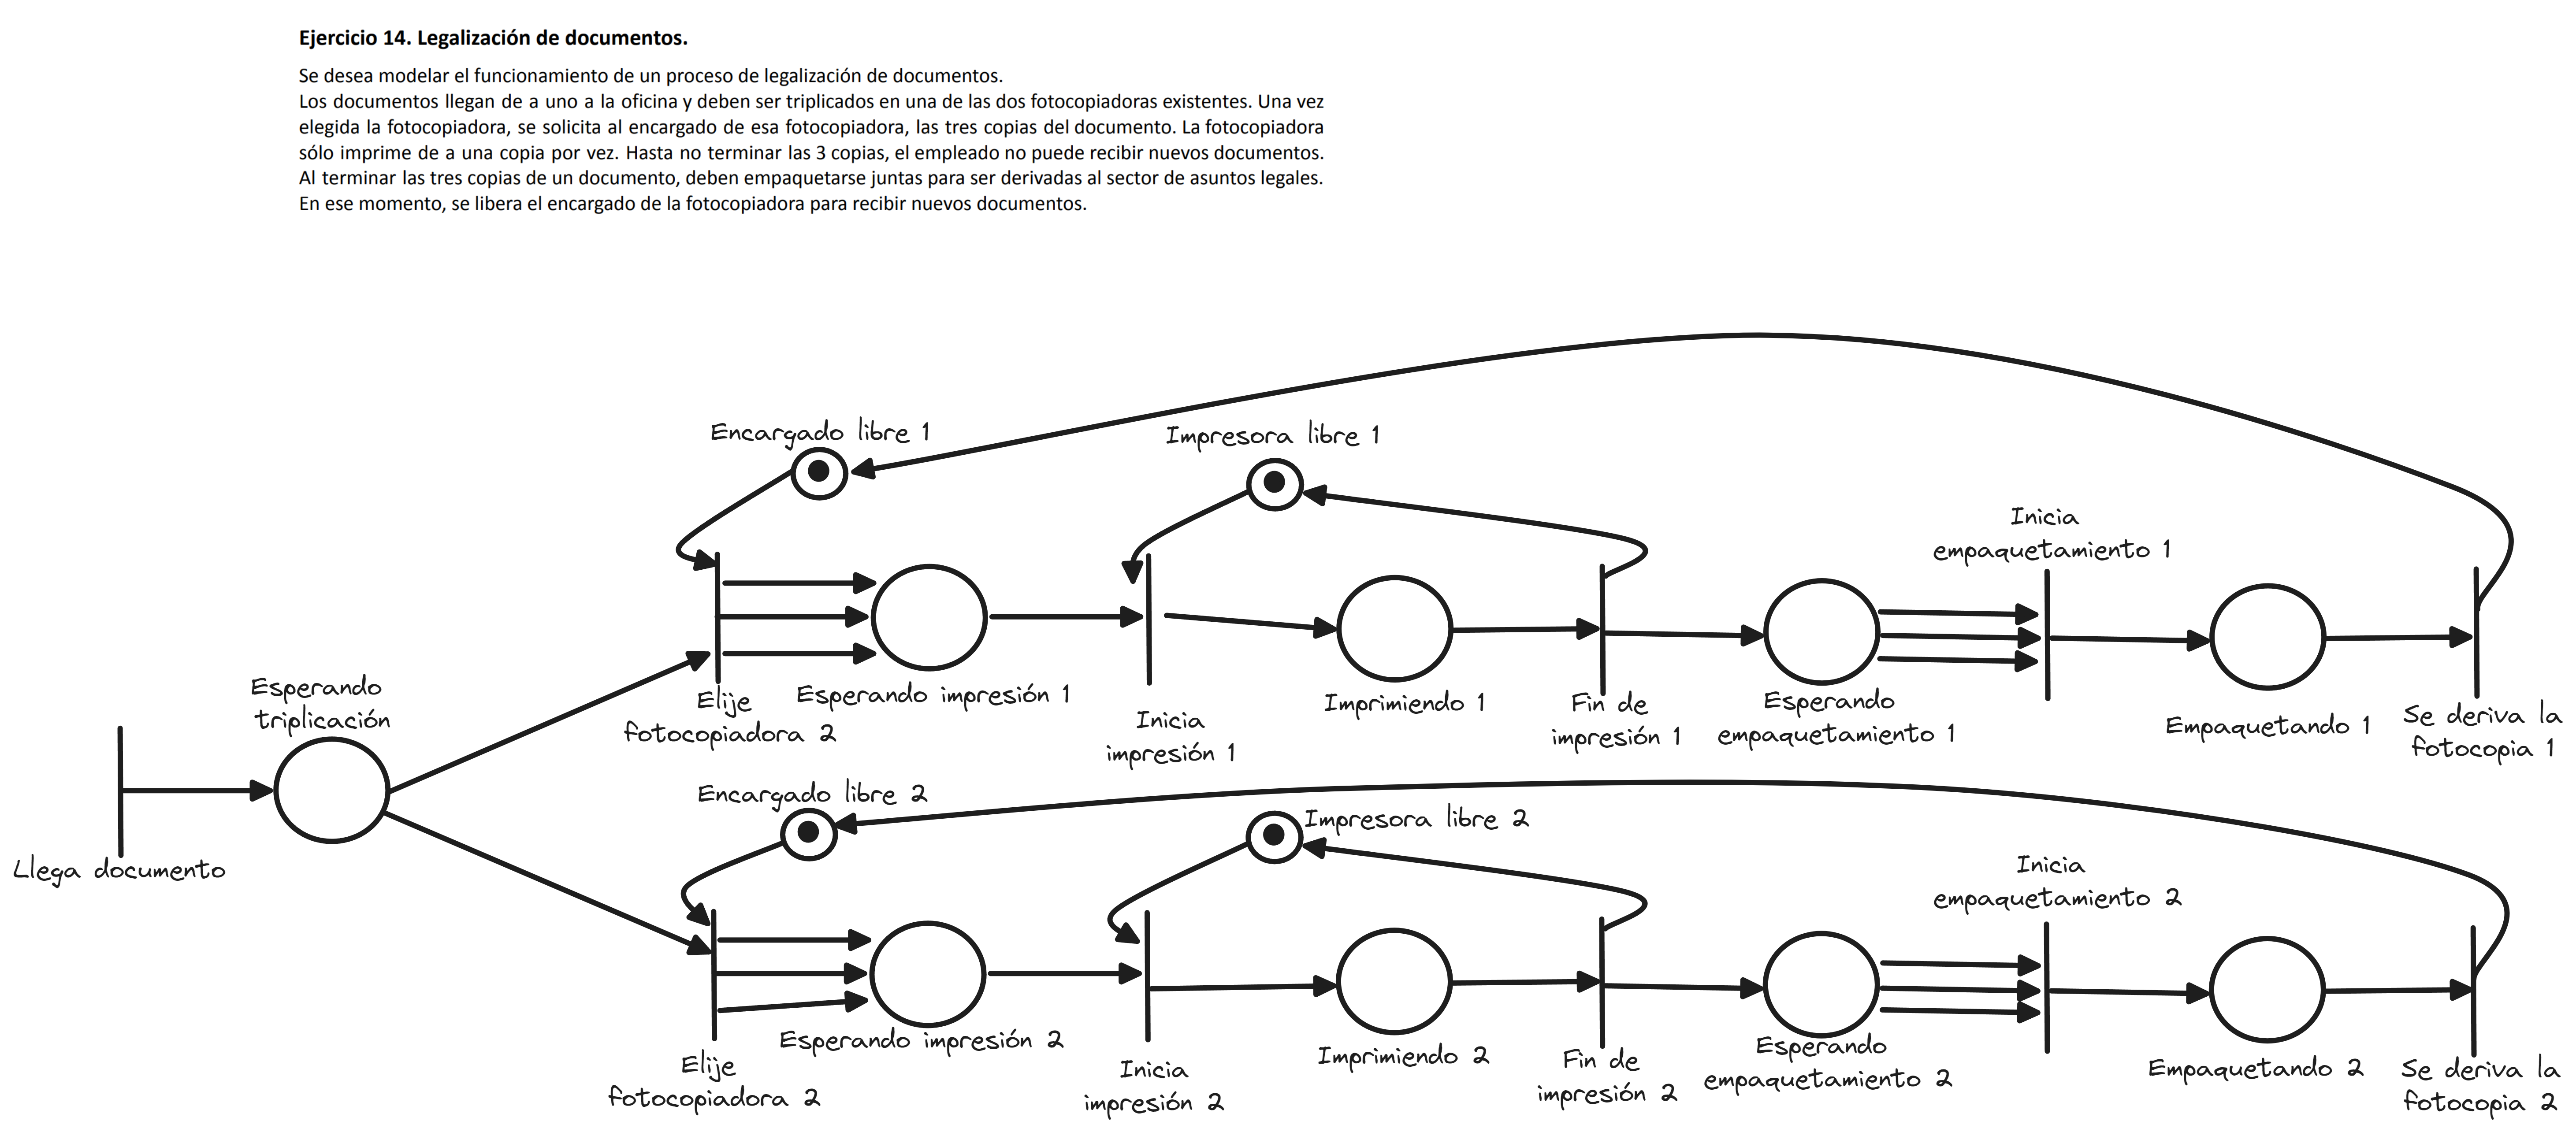 Ejercicio 14. Legalización de documentos.
Se desea modelar el funcionamiento de un proceso de legalización de documentos.
Los documentos llegan de a uno a la oficina y deben ser triplicados en una de las dos fotocopiadoras existentes. Una vez
elegida la fotocopiadora, se solicita al encargado de esa fotocopiadora, las tres copias del documento. La fotocopiadora
sólo imprime de a una copia por vez. Hasta no terminar las 3 copias, el empleado no puede recibir nuevos documentos.
Al terminar las tres copias de un documento, deben empaquetarse juntas para ser derivadas al sector de asuntos legales.
En ese momento, se libera el encargado de la fotocopiadora para recibir nuevos documentos.
Encargado libre 1
Impresora libre 1
Inicia
empaquetamiento 1
Esperando
triplicación
Elije
fotocopiadora 2
Esperando impresión 1
Inicia
impresión 1
Imprimiendo 1
Fin de
impresión 1
Esperando
empaquetamiento 1
Empaquetando 1
Se deriva la
fotocopia 1
Llega documento
Encargado libre 2
Impresora libre 2
Inicia
empaquetamiento 2
Elije
fotocopiadora 2
Esperando impresión 2
Inicia
impresión 2
Imprimiendo 2
Fin de
impresión 2
Esperando
empaquetamiento 2
Empaquetando 2
Se deriva la
fotocopia 2